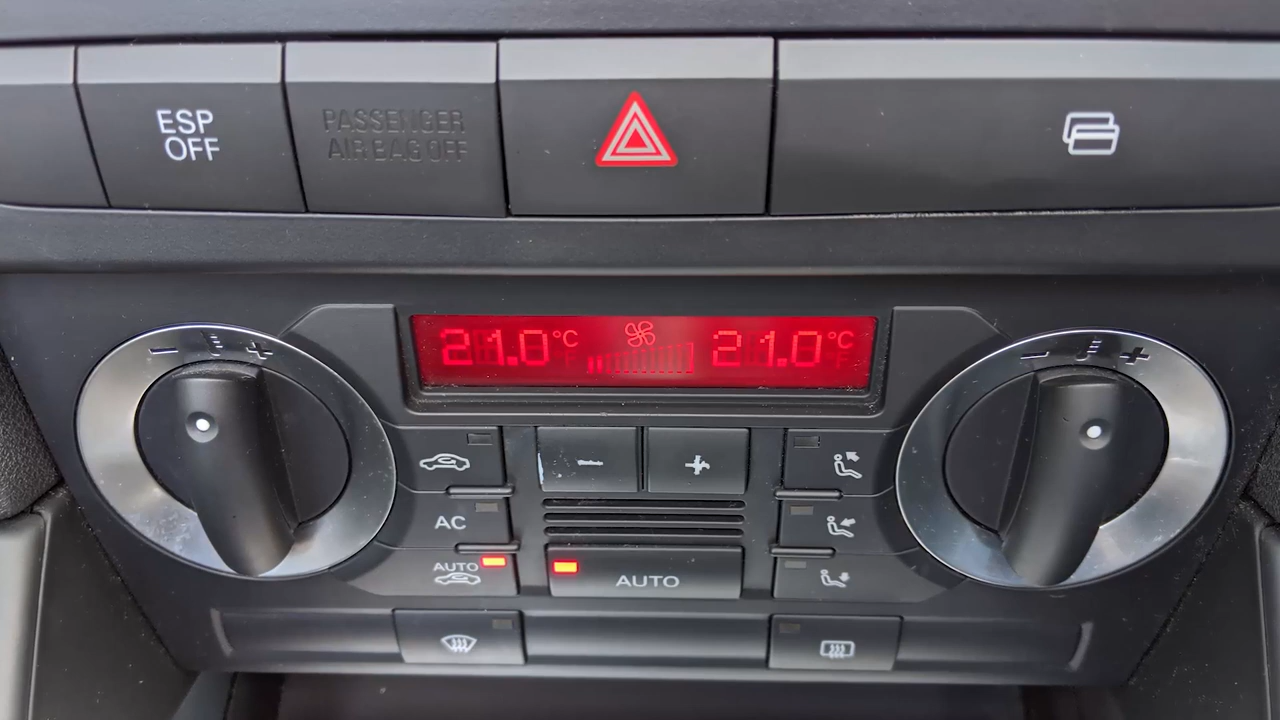 ESP
OFF
PASSENGER
AIR BAG OFF
21.0°C
21.0°C
AC
AUTO
AUTO